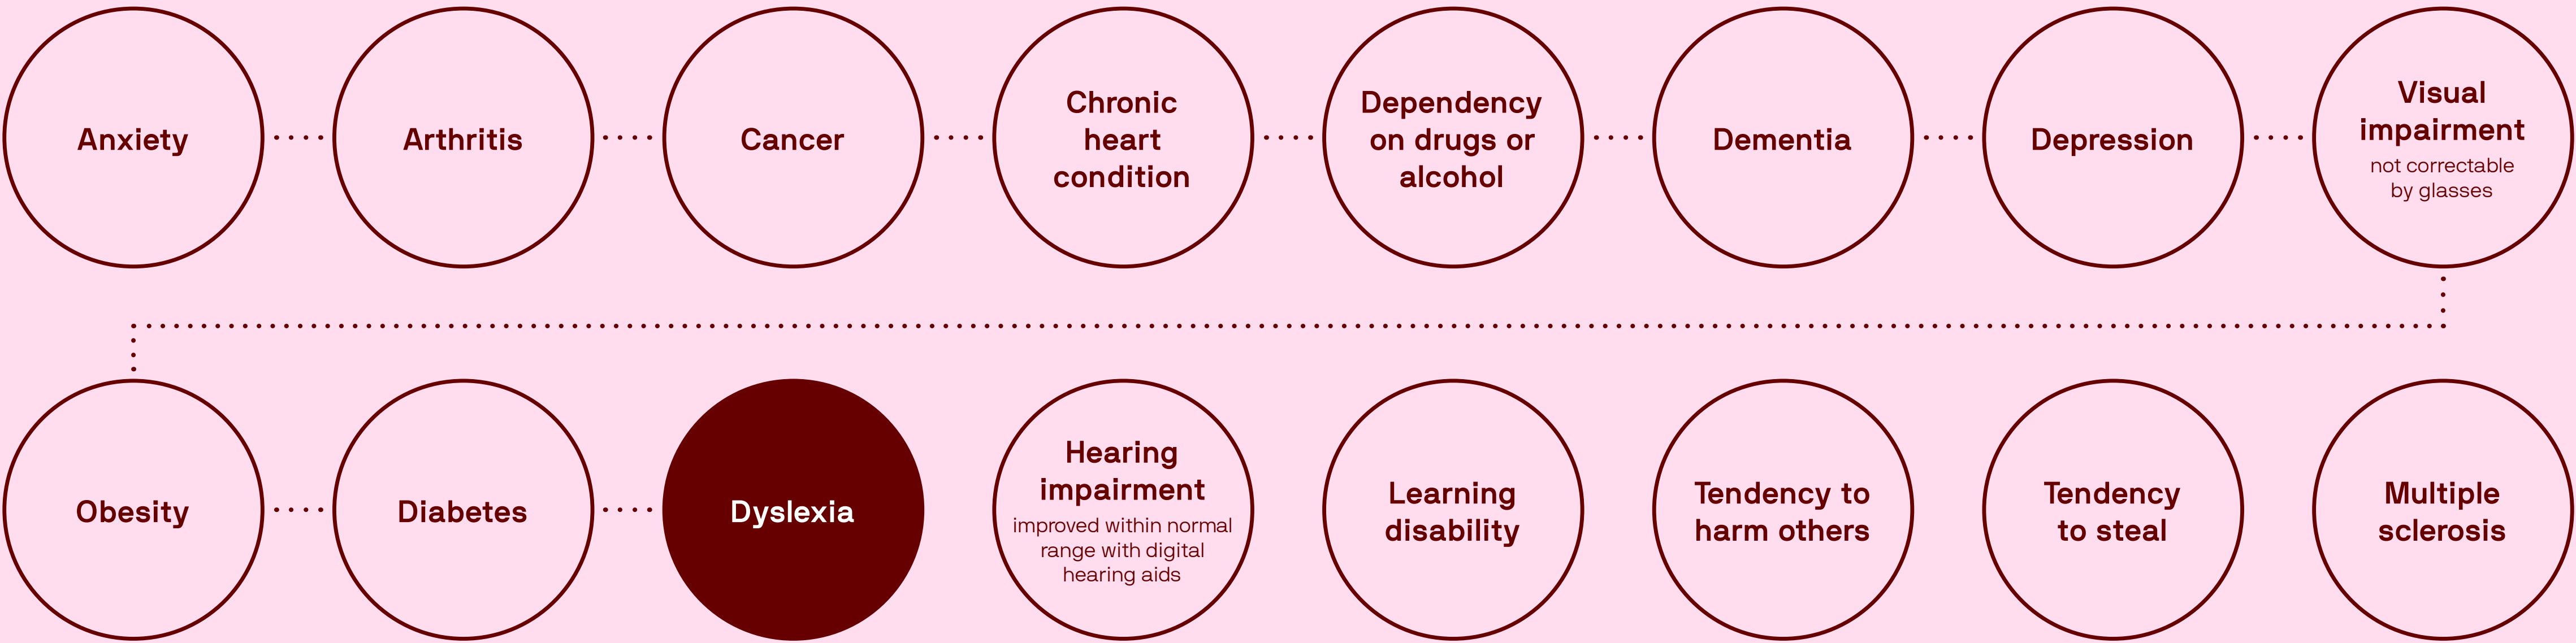 Anxiety
Arthritis
Cancer
Chronic
heart
condition
Dependency
on drugs or
alcohol
Dementia
Depression
Visual
impairment
not correctable
by glasses
Obesity
Diabetes
Dyslexia
Hearing
impairment
improved within normal
range with digital
hearing aids
Learning
disability
Tendency to
harm others
Tendency
to steal
Multiple
sclerosis